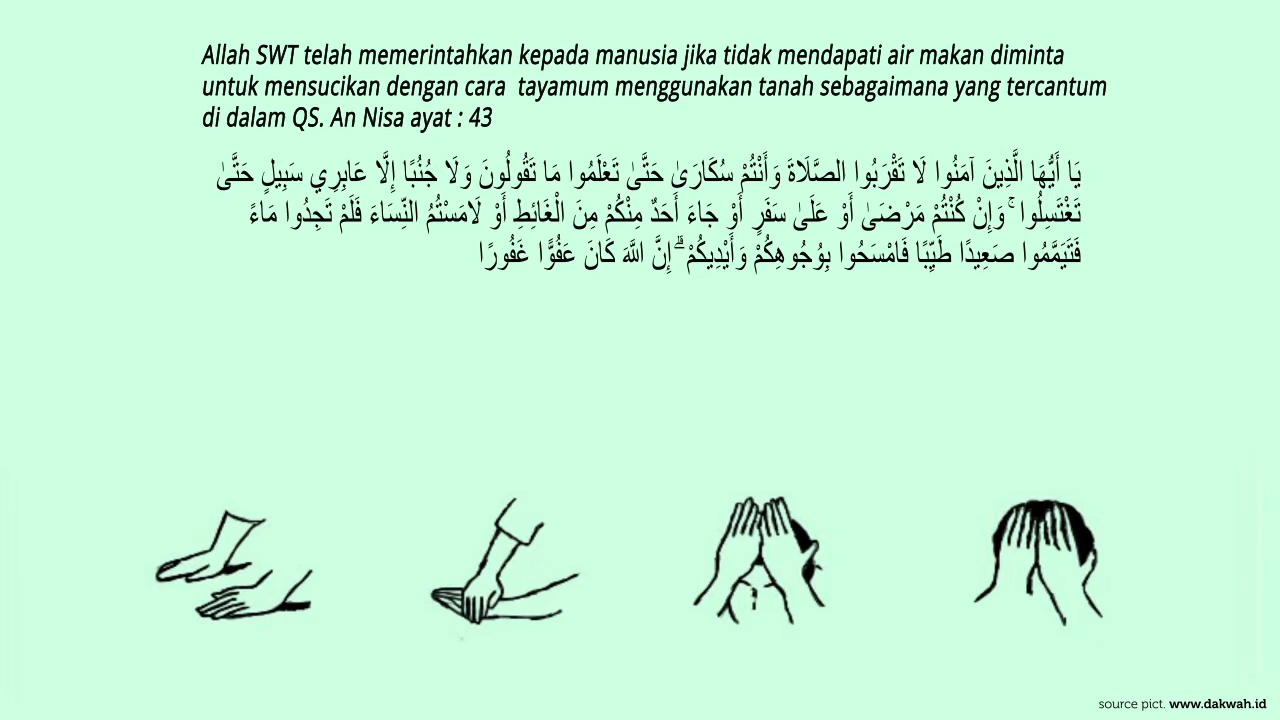 Allah SWT telah memerintahkan kepada manusia jika tidak mendapati air makan diminta
untuk mensucikan dengan cara tayamum menggunakan tanah sebagaimana yang tercantum
di dalam QS. An Nisa ayat : 43
يَا أَيُّهَا الَّذِينَ آمَنُوا لَا تَقْرَبُوا الصَّلَاةَ وَأَنْتُمْ سُكَارَىٰ حَتَّىٰ تَعْلَمُوا مَا تَقُولُونَ وَلَا جُنُبًا إِلَّا عَابِرِي سَبِيلٍ حَتَّىٰ
تَغْتَسِلُوا ۚ وَإِنْ كُنْتُمْ مَرْضَىٰ أَوْ عَلَىٰ سَفَرٍ أَوْ جَاءَ أَحَدٌ مِنْكُمْ مِنَ الْغَائِطِ أَوْ لَامَسْتُمُ النِّسَاءَ فَلَمْ تَجِدُوا مَاءً
فَتَيَمَّمُوا صَعِيدًا طَيِّبًا فَامْسَحُوا بِوُجُوهِكُمْ وَأَيْدِيكُمْ ۗ إِنَّ اللَّهَ كَانَ عَفُوًّا غَفُورًا
source pict. www.dakwah.id